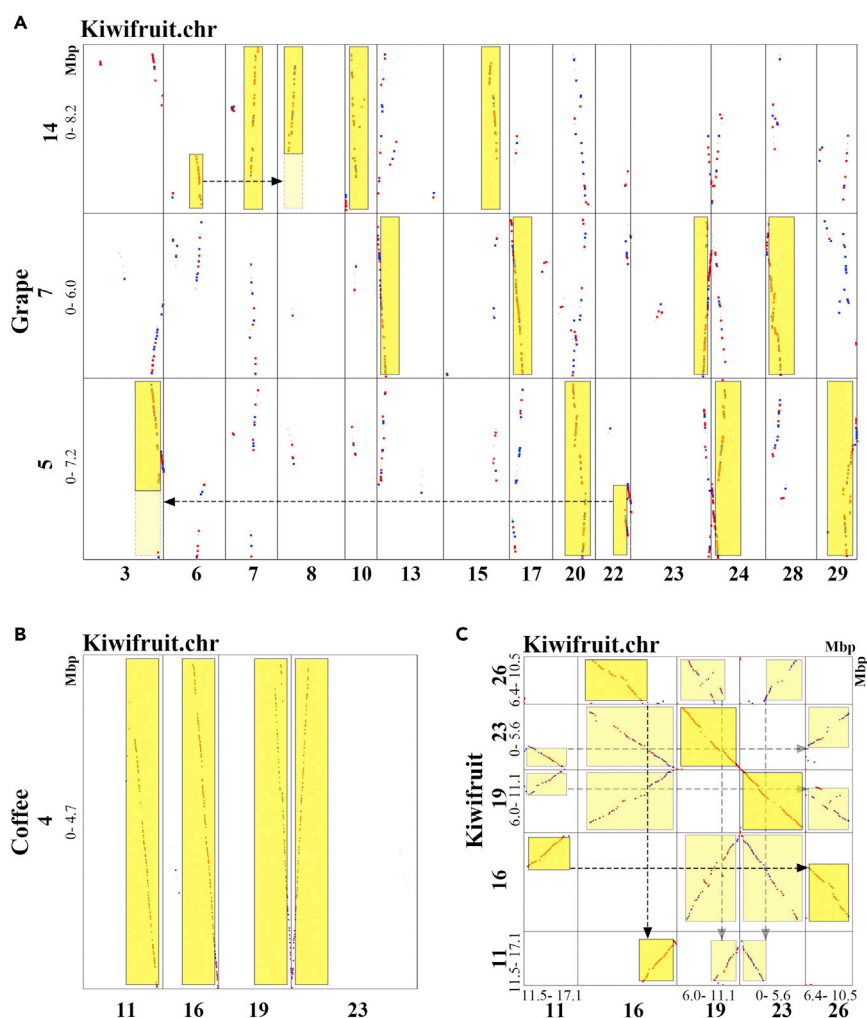 A
Kiwifruit.chr
Mbp
14
0-8.2
Grape
7
0-6.0
5
0-7.2
3 6 7 8 10 13 15 17 20 22 23 24 28 29
B
Kiwifruit.chr
Mbp
Coffee
4
0-4.7
11 16 19 23
C
Kiwifruit.chr
Mbp
Mbp
26
6.4-10.5
23
0-5.6
Kiwifruit
19
6.0-11.1
16
11
11.5-17.1
11.5-17.1 6.0-11.1 0-5.6 6.4-10.5
11 16 19 23 26